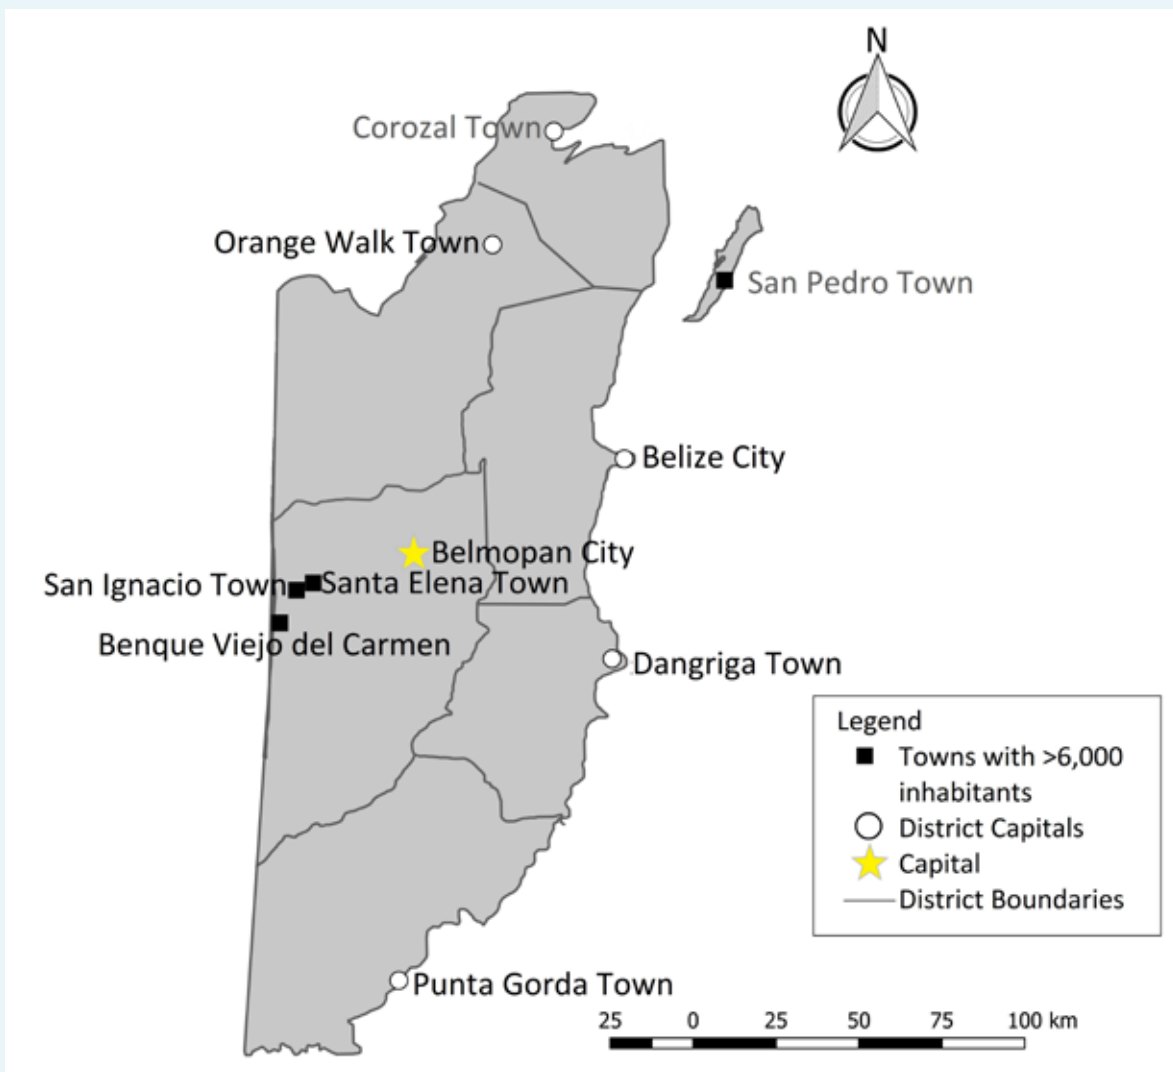 N
Corozal Town
Orange Walk Town
San Pedro Town
Belize City
Belmopan City
San Ignacio Town
Santa Elena Town
Benque Viejo del Carmen
Dangriga Town
Legend
Towns with >6,000
inhabitants
District Capitals
Capital
District Boundaries
Punta Gorda Town
25 0 25 50 75 100 km